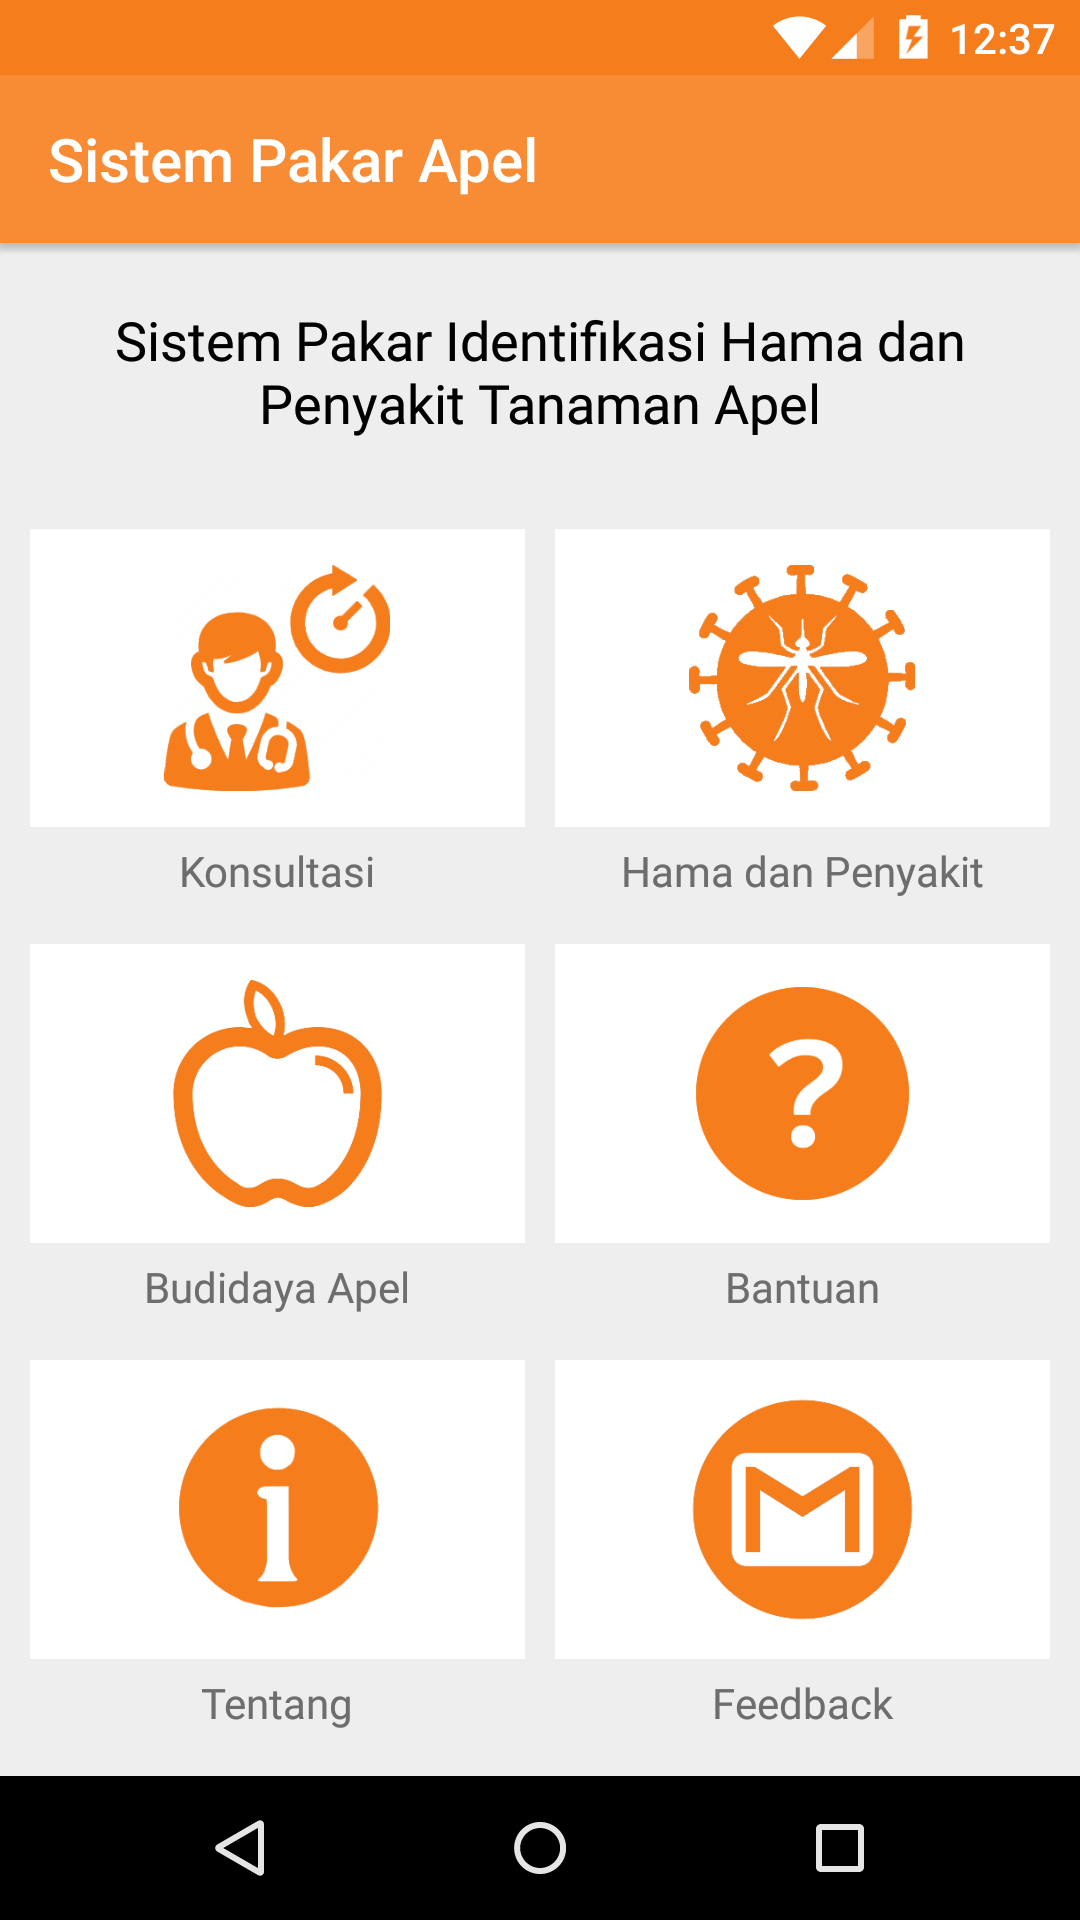 12:37
Sistem Pakar Apel
Sistem Pakar Identifikasi Hama dan
Penyakit Tanaman Apel
Konsultasi
Hama dan Penyakit
Budidaya Apel
?
Bantuan
i
Tentang
M
Feedback